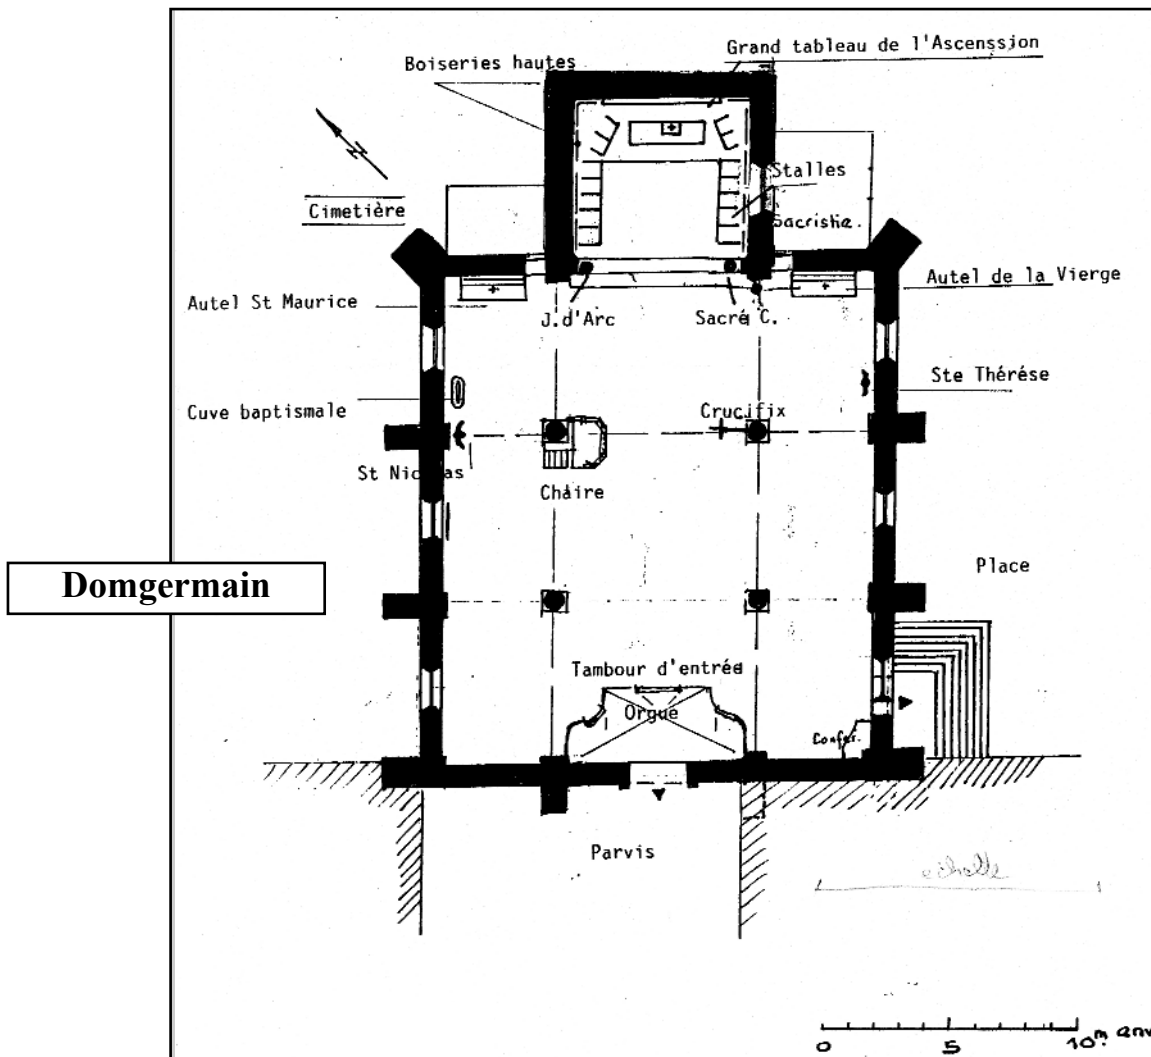 Grand tableau de l'Ascenssion
Boiseries hautes
N
Stalles
Cimetière
Sacristie.
Autel de la Vierge
Autel St Maurice
J.d'Arc
Sacré C.
Ste Thérése
Cuve baptismale
Crucifix
St Nicolas
Chaire
Place
Domgermain
Tambour d'entrée
Orgue
Confes.
Parvis
echelle
0 5 10m. env